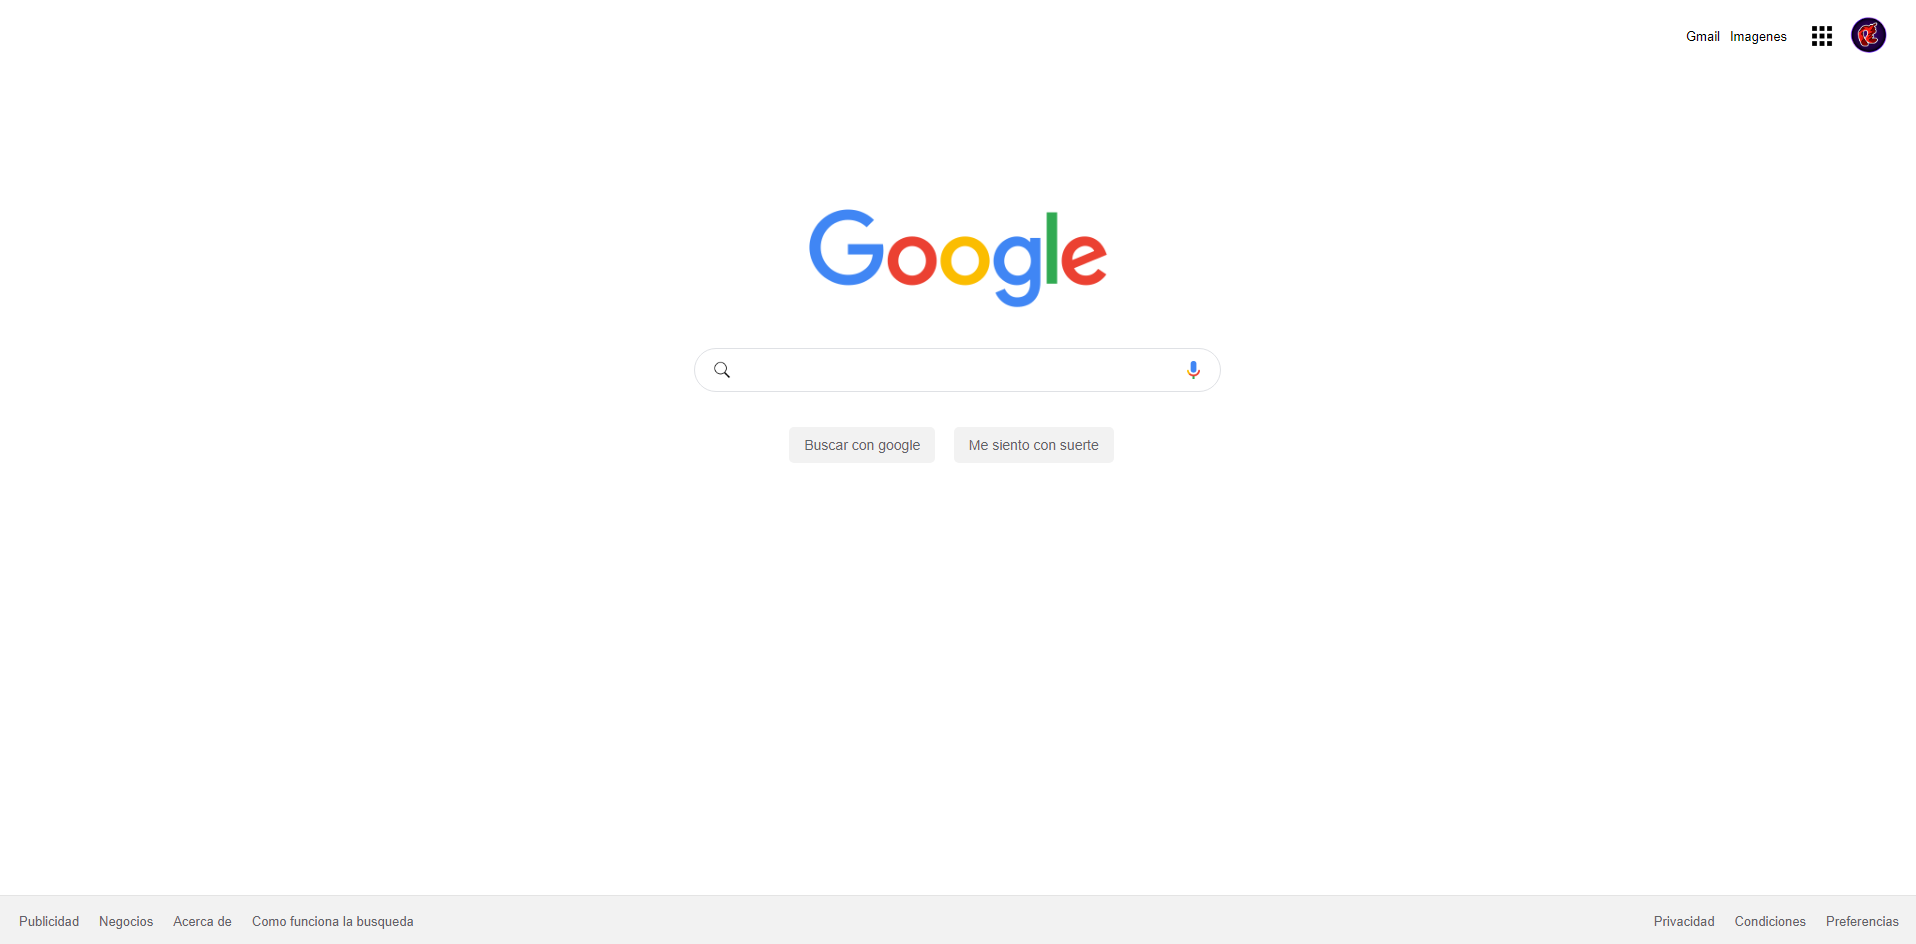 Gmail Imagenes
Google
Buscar con google Me siento con suerte
Publicidad Negocios Acerca de Como funciona la busqueda Privacidad Condiciones Preferencias